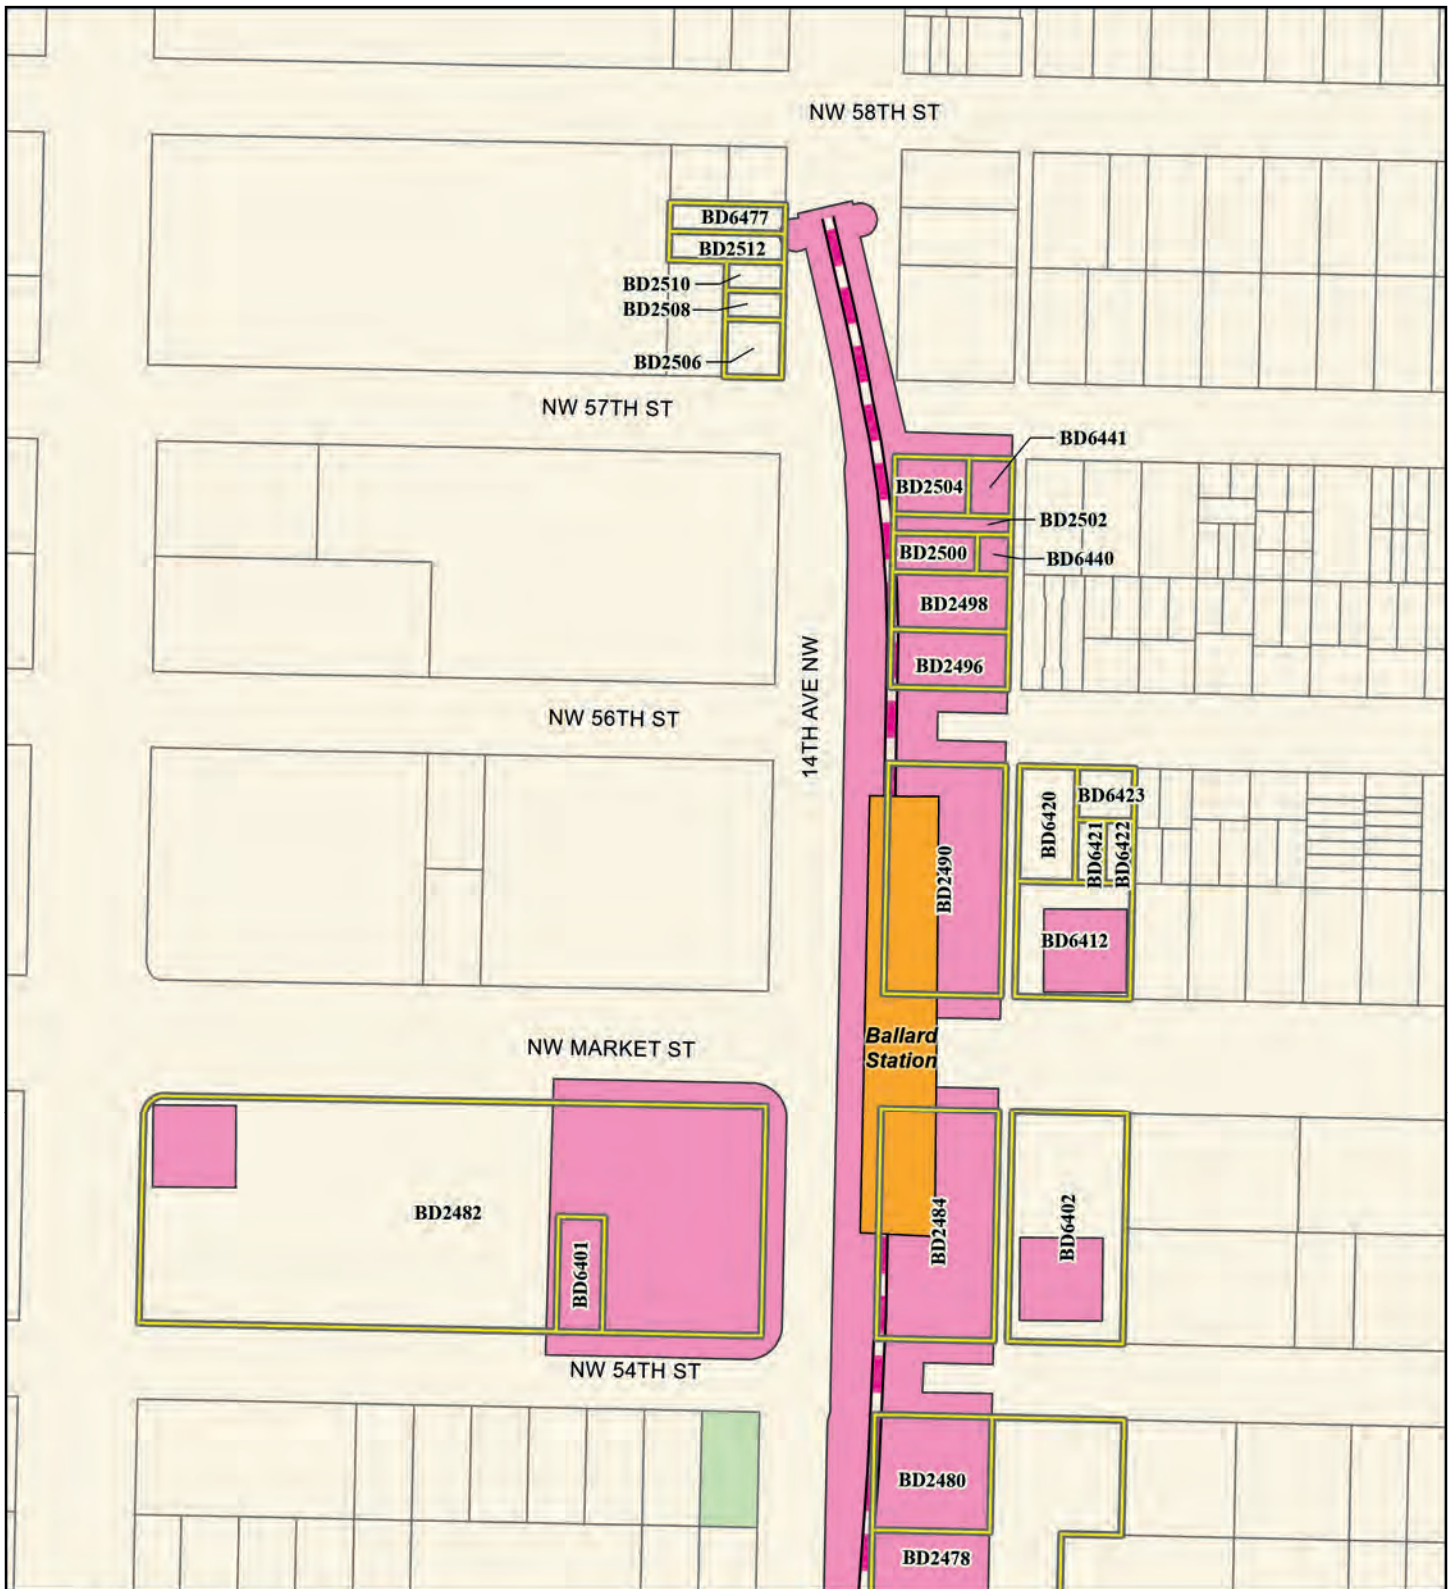 NW 58TH ST
BD6477
BD2512
BD2510
BD2508
BD2506
NW 57TH ST
BD6441
BD2504
BD2502
BD2500
BD6440
BD2498
BD2496
14TH AVE NW
NW 56TH ST
BD6420
BD6423
BD6421
BD6422
BD2490
BD6412
Ballard
Station
NW MARKET ST
BD2482
BD6401
BD2484
BD6402
NW 54TH ST
BD2480
BD2478